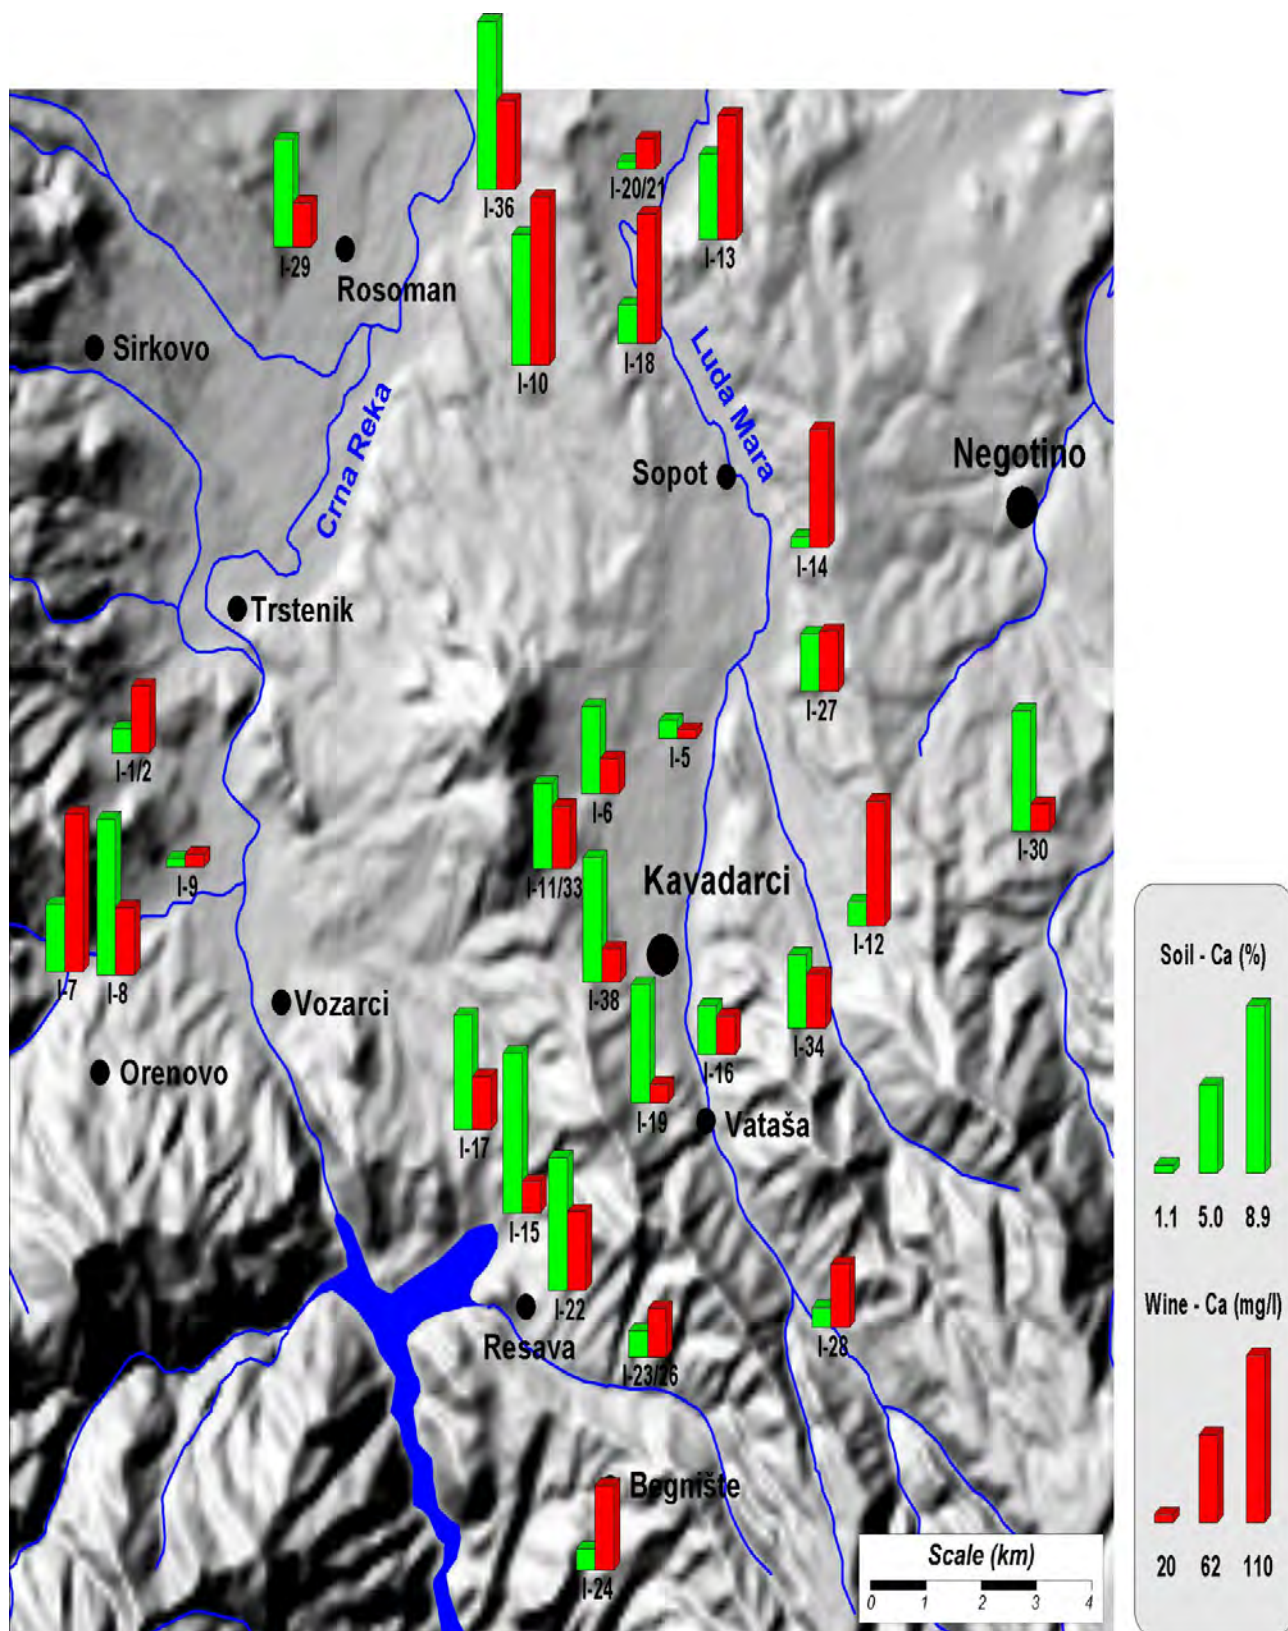 I-36
I-20/21
I-13
I-29
Rosoman
Sirkovo
I-10
I-18
Crna Reka
Luda Mara
Sopot
Negotino
I-14
Trstenik
I-27
I-1/2
I-5
I-6
I-30
I-9
I-11/33
Kavadarci
I-12
I-7
I-8
I-38
Vozarci
I-34
I-16
Orenovo
I-19
Vataša
I-17
I-15
I-22
Resava
I-28
I-23/26
Begnište
I-24
Scale (km)
0 1 2 3 4
Soil - Ca (%)
1.1 5.0 8.9
Wine - Ca (mg/l)
20 62 110